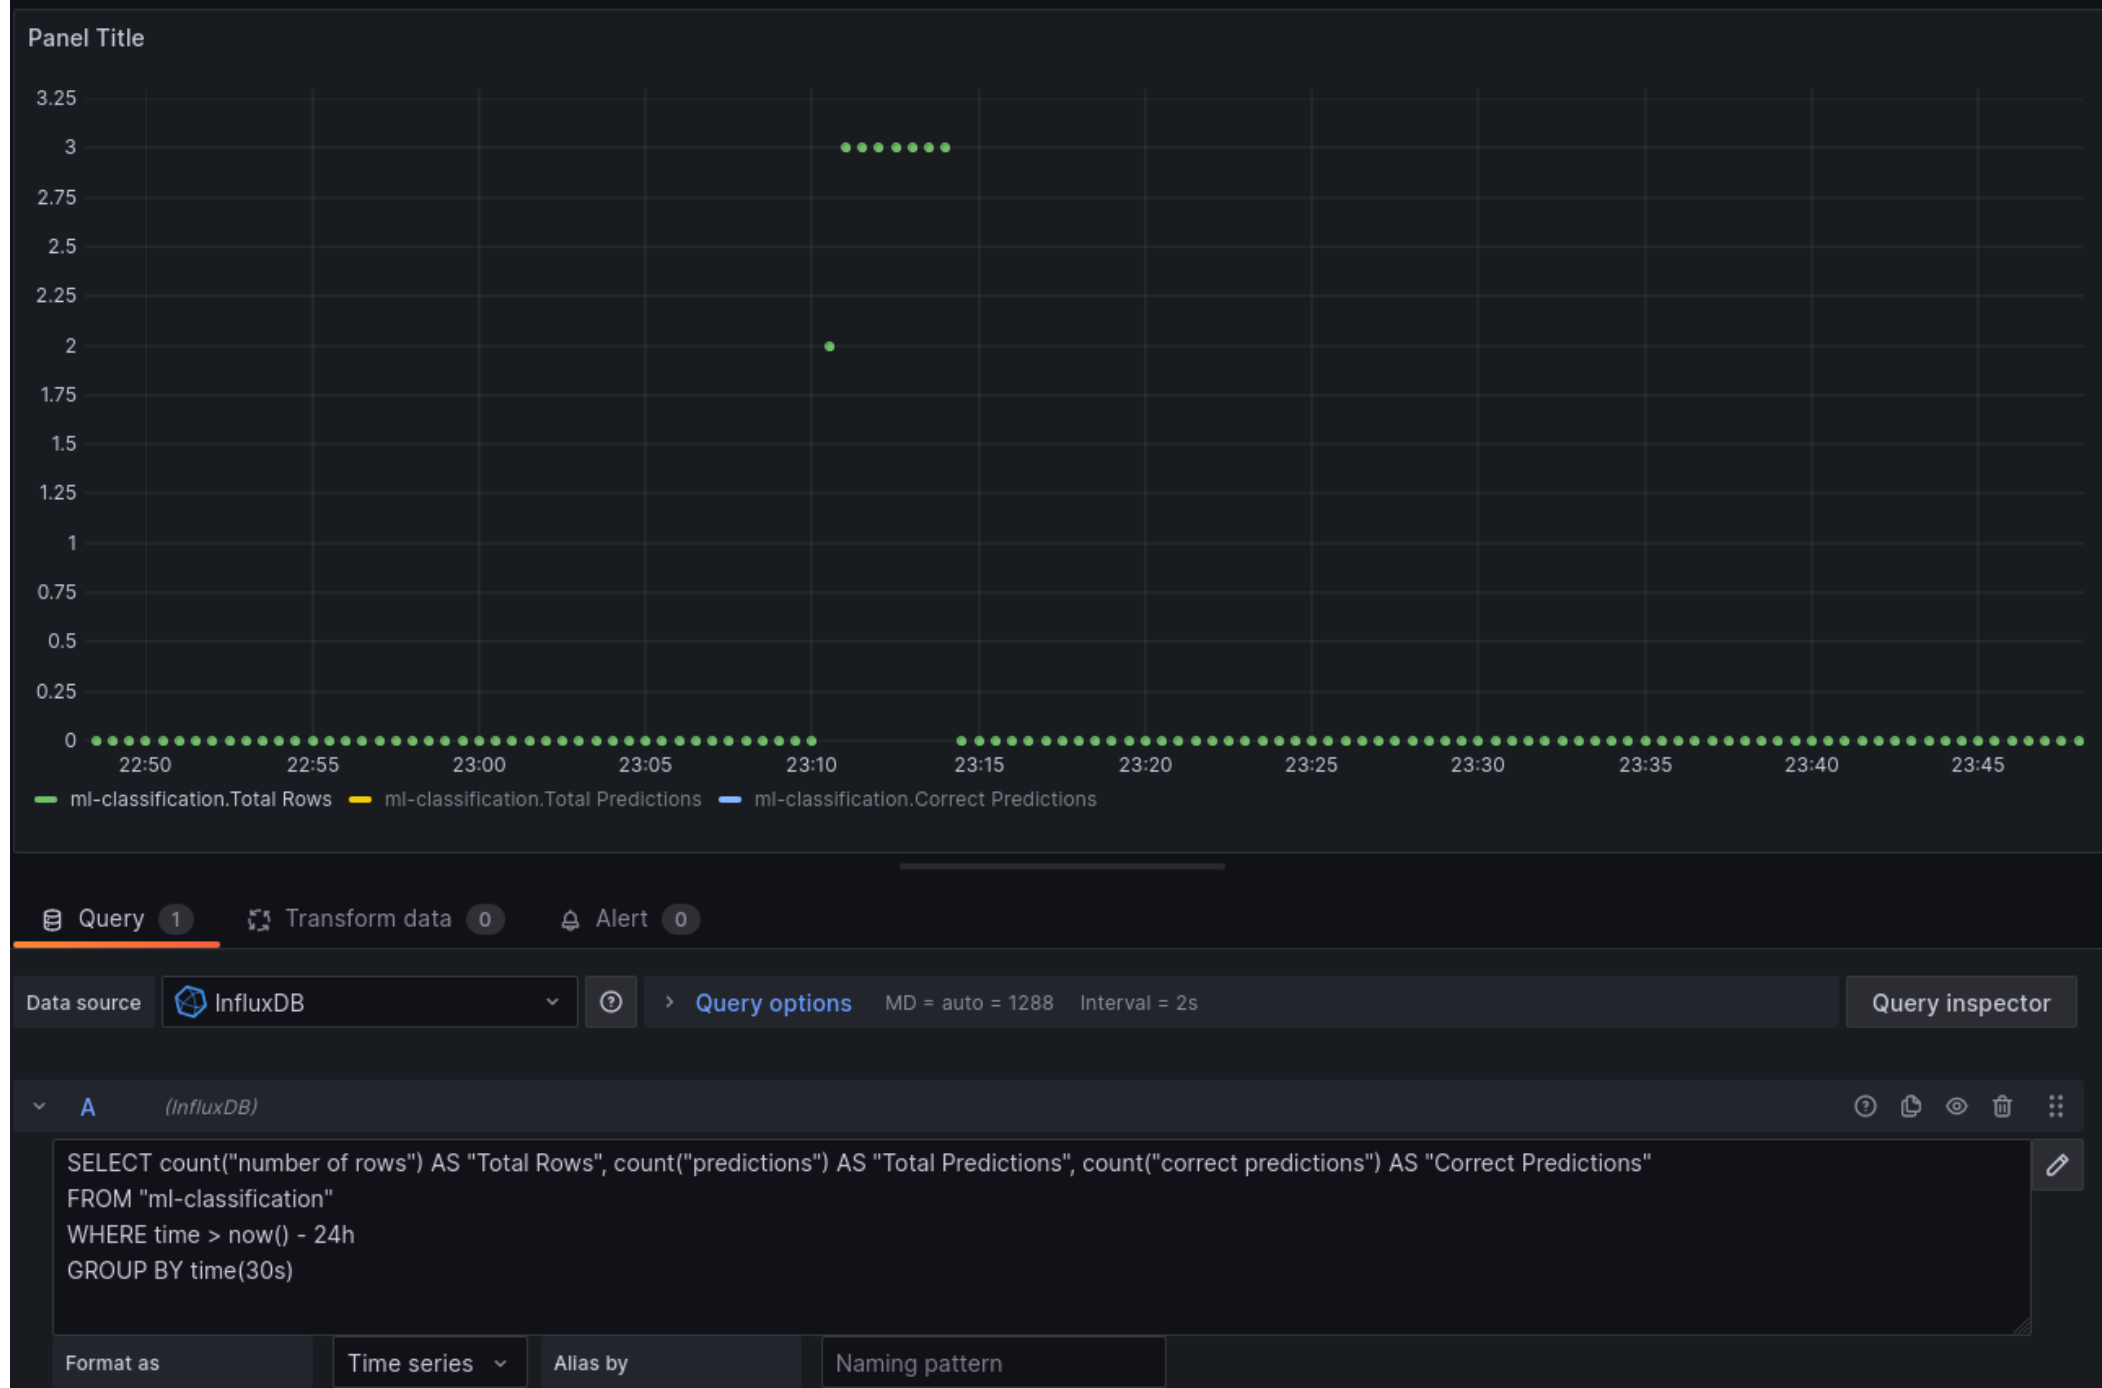 Panel Title
3.25
3
2.75
2.5
2.25
2
1.75
1.5
1.25
1
0.75
0.5
0.25
0
22:50 22:55 23:00 23:05 23:10 23:15 23:20 23:25 23:30 23:35 23:40 23:45
ml-classification.Total Rows ml-classification.Total Predictions ml-classification.Correct Predictions
Query 1 Transform data 0 Alert 0
Data source InfluxDB Query options MD = auto = 1288 Interval = 2s Query inspector
A (InfluxDB)
SELECT count("number of rows") AS "Total Rows", count("predictions") AS "Total Predictions", count("correct predictions") AS "Correct Predictions"
FROM "ml-classification"
WHERE time > now() - 24h
GROUP BY time(30s)
Format as Time series Alias by Naming pattern